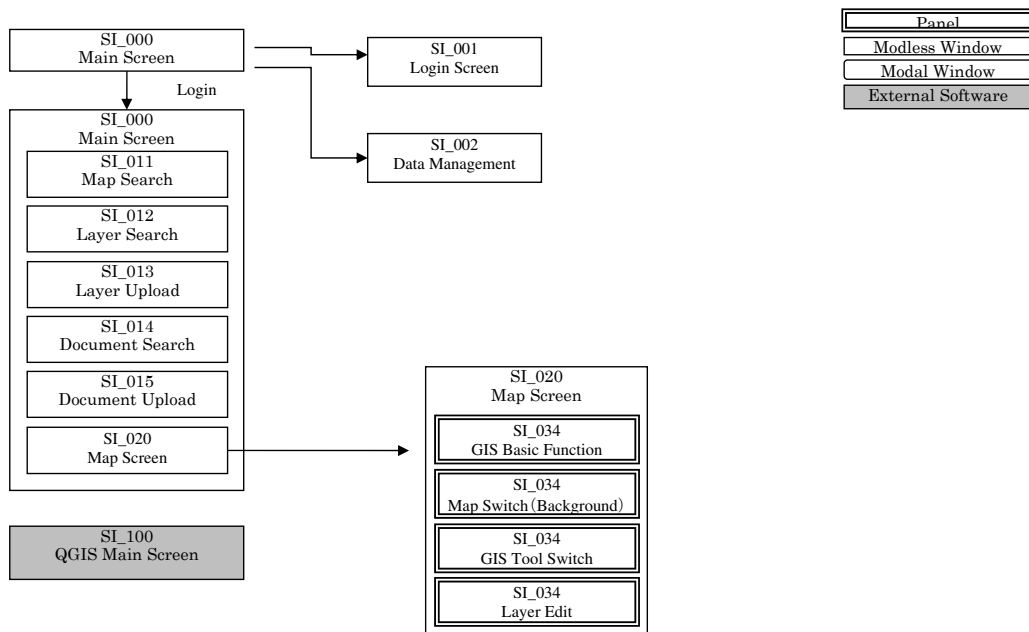 SI_000
Main Screen
SI_001
Login Screen
Panel
Modless Window
Modal Window
External Software
Login
SI_000
Main Screen
SI_002
Data Management
SI_011
Map Search
SI_012
Layer Search
SI_013
Layer Upload
SI_014
Document Search
SI_015
Document Upload
SI_020
Map Screen
SI_020
Map Screen
SI_034
GIS Basic Function
SI_034
Map Switch（Background）
SI_034
GIS Tool Switch
SI_034
Layer Edit
SI_100
QGIS Main Screen